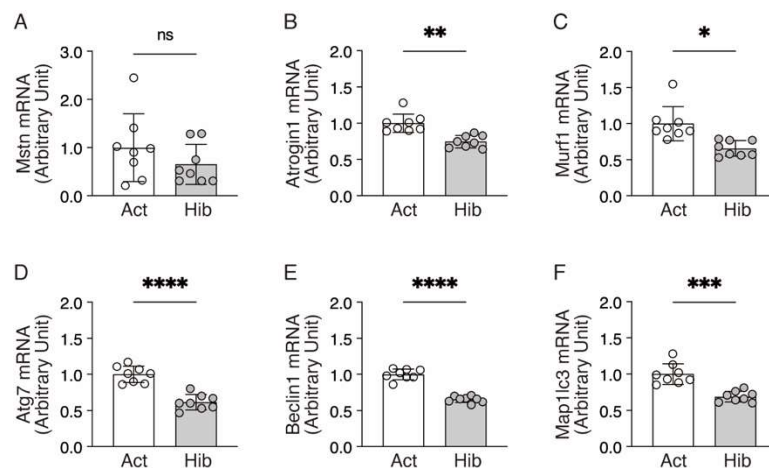 A
Mstn mRNA
(Arbitrary Unit)
3.0
2.0
1.0
0.0
ns
Act
Hib
B
Atrogin1 mRNA
(Arbitrary Unit)
2.0
1.5
1.0
0.5
0.0
**
Act
Hib
C
Murf1 mRNA
(Arbitrary Unit)
2.0
1.5
1.0
0.5
0.0
*
Act
Hib
D
Atg7 mRNA
(Arbitrary Unit)
2.0
1.5
1.0
0.5
0.0
****
Act
Hib
E
Beclin1 mRNA
(Arbitrary Unit)
2.0
1.5
1.0
0.5
0.0
****
Act
Hib
F
Map1lc3 mRNA
(Arbitrary Unit)
2.0
1.5
1.0
0.5
0.0
***
Act
Hib